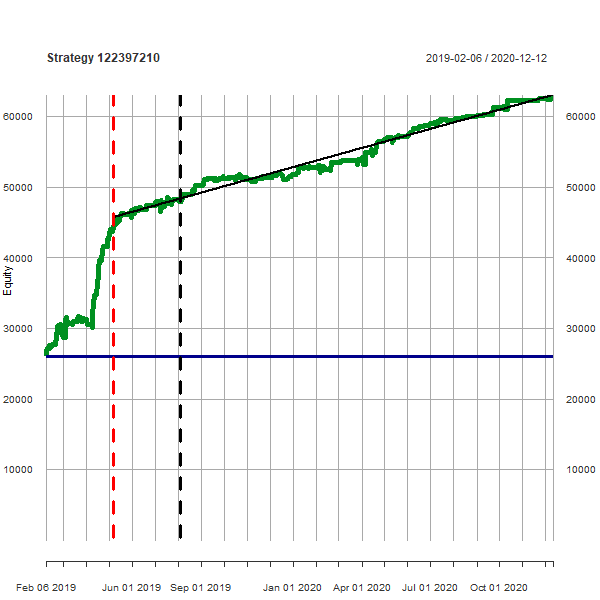 Strategy 122397210
2019-02-06 / 2020-12-12
60000
60000
50000
50000
40000
40000
Equity
30000
30000
20000
20000
10000
10000
Feb 06 2019
Jun 01 2019
Sep 01 2019
Jan 01 2020
Apr 01 2020
Jul 01 2020
Oct 01 2020